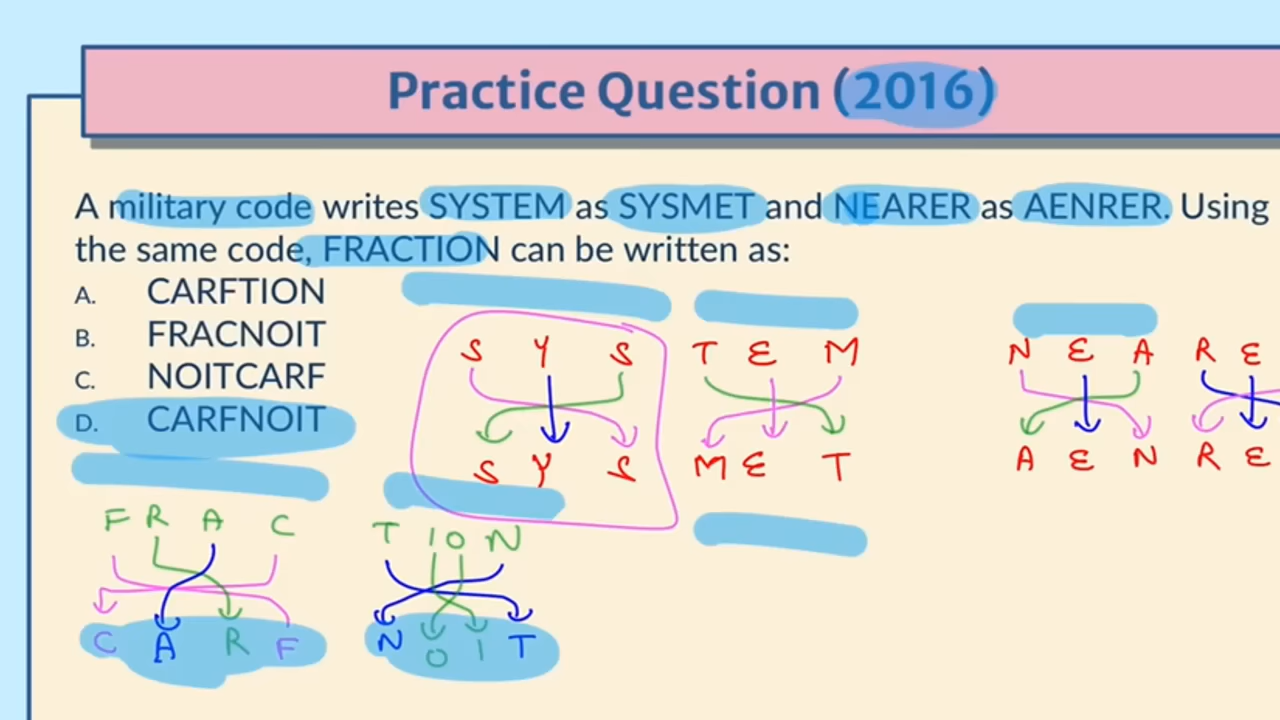 Practice Question (2016)
A military code writes SYSTEM as SYSMET and NEARER as AENRER. Using
the same code, FRACTION can be written as:
A. CARFTION
B. FRACNOIT
C. NOITCARF
D. CARFNOIT
S Y S T E M N E A R E
S Y S M E T A E N R E
F R A C T I O N
C A R F N O I T